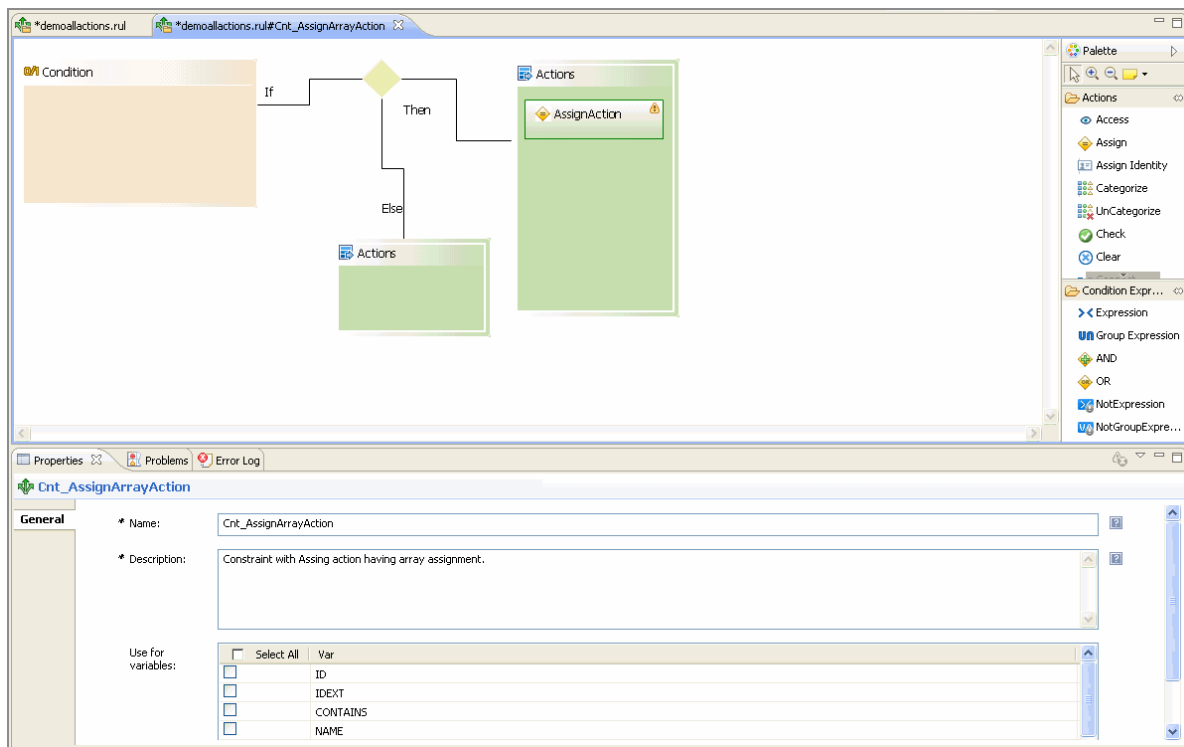 *demoallactions.rul
*demoallactions.rul#Cnt_AssignArrayAction
Condition
If
Then
Else
Actions
AssignAction
Actions
Palette
Actions
Access
Assign
Assign Identity
Categorize
UnCategorize
Check
Clear
Condition Expr...
Expression
Group Expression
AND
OR
NotExpression
NotGroupExpre...
Properties
Problems
Error Log
Cnt_AssignArrayAction
General
* Name:
Cnt_AssignArrayAction
* Description:
Constraint with Assing action having array assignment.
Use for
variables:
Select All
Var
ID
IDEXT
CONTAINS
NAME